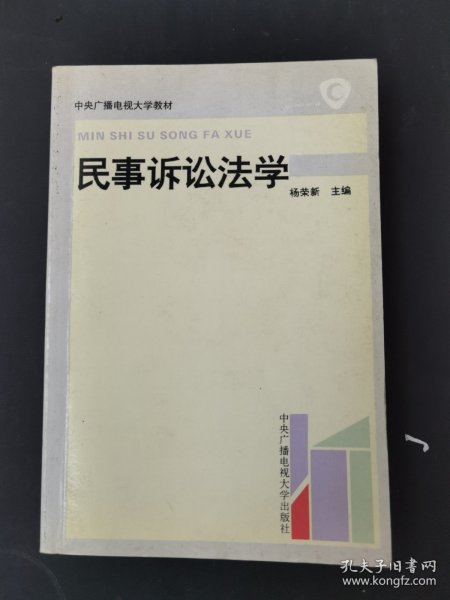 中央广播电视大学教材
C
MIN SHI SU SONG FA XUE
民事诉讼法学
杨荣新 主编
中央广播电视大学出版社
孔夫子旧书网
www.kongfz.com